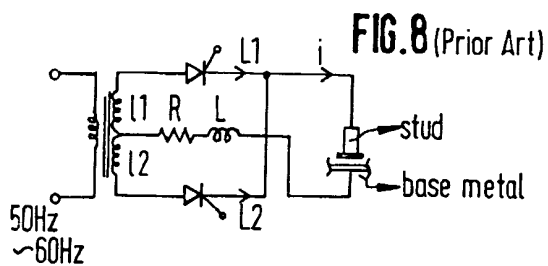 FIG.8 (Prior Art)
L1
i
l1
R
L
stud
l2
base metal
L2
50Hz
~60Hz